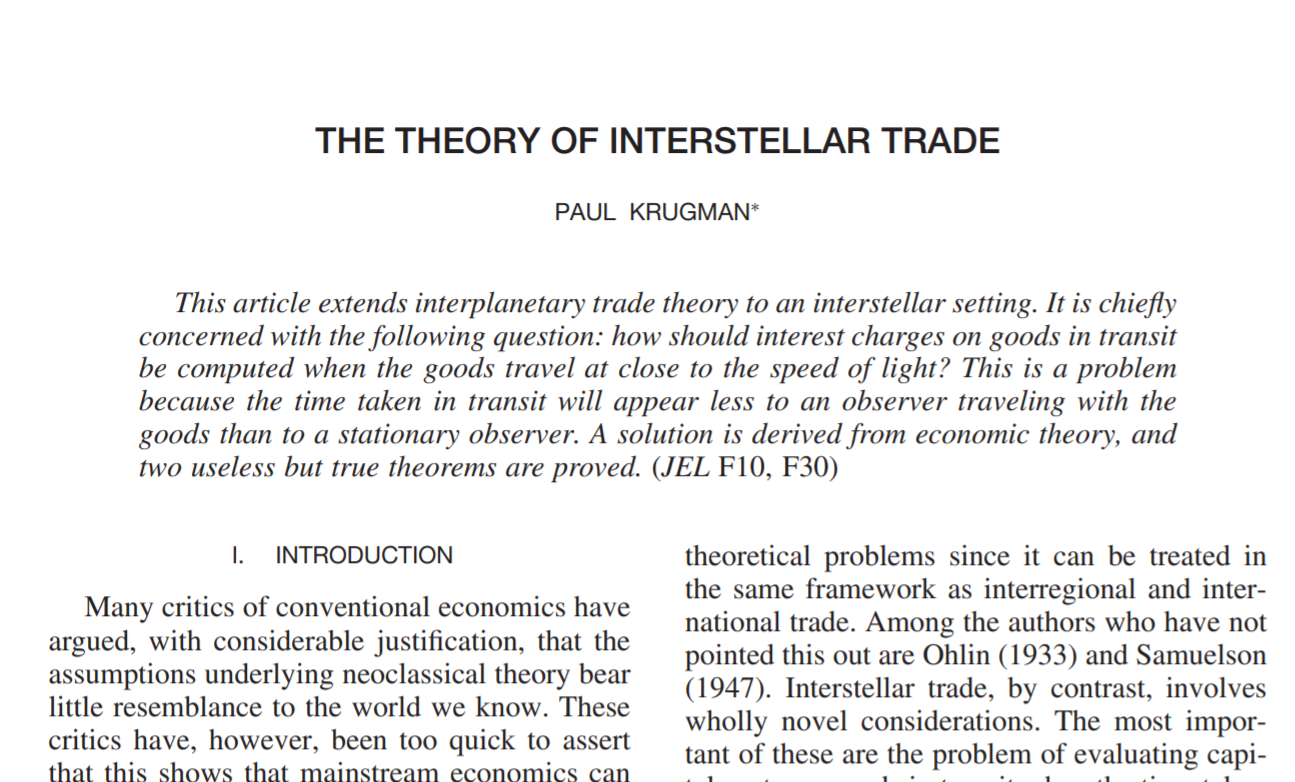 THE THEORY OF INTERSTELLAR TRADE
PAUL KRUGMAN*
This article extends interplanetary trade theory to an interstellar setting. It is chiefly
concerned with the following question: how should interest charges on goods in transit
be computed when the goods travel at close to the speed of light? This is a problem
because the time taken in transit will appear less to an observer traveling with the
goods than to a stationary observer. A solution is derived from economic theory, and
two useless but true theorems are proved. (JEL F10, F30)
I. INTRODUCTION
Many critics of conventional economics have
argued, with considerable justification, that the
assumptions underlying neoclassical theory bear
little resemblance to the world we know. These
critics have, however, been too quick to assert
that this shows that mainstream economics can
theoretical problems since it can be treated in
the same framework as interregional and inter-
national trade. Among the authors who have not
pointed this out are Ohlin (1933) and Samuelson
(1947). Interstellar trade, by contrast, involves
wholly novel considerations. The most impor-
tant of these are the problem of evaluating capi-